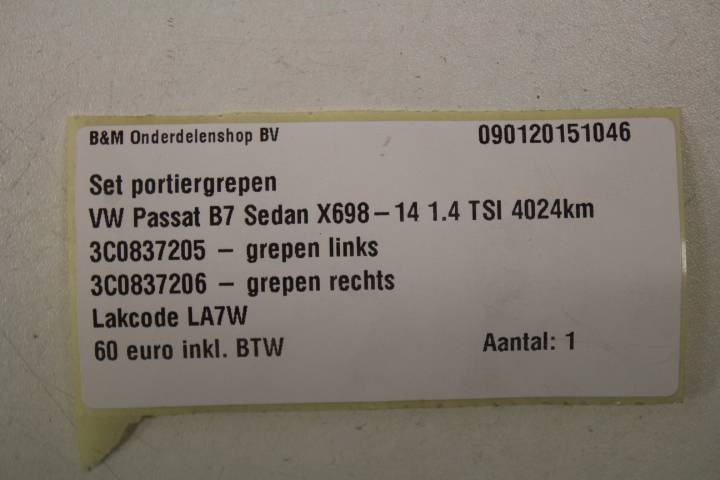 B&M Onderdelenshop BV 090120151046
Set portiergrepen
VW Passat B7 Sedan X698-14 1.4 TSI 4024km
3C0837205 - grepen links
3C0837206 - grepen rechts
Lakcode LA7W
60 euro inkl. BTW Aantal: 1